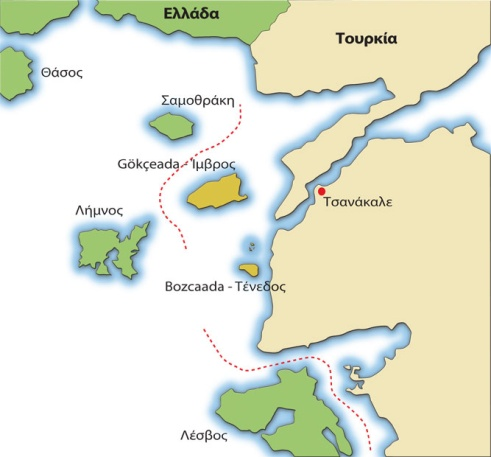 Ελλάδα
Τουρκία
Θάσος
Σαμοθράκη
Gökçeada - Ίμβρος
Τσανάκαλε
Λήμνος
Bozcaada - Τένεδος
Λέσβος